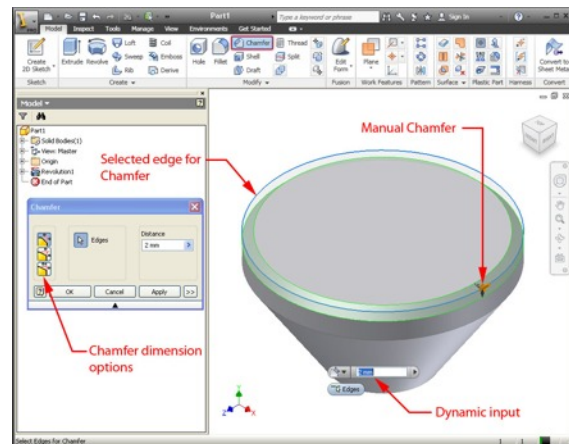 PRO
Part1
Type a keyword or phrase
Sign In
Model Inspect Tools Manage View Environments Get Started
Create 2D Sketch
Extrude Revolve
Loft Coil
Sweep Emboss
Rib Derive
Hole Fillet
Chamfer Thread
Shell Split
Draft
Edit Form
Plane
Convert to Sheet Metal
Sketch Create Modify Fusion Work Features Pattern Surface Plastic Part Harness Convert
Model
Part1
Solid Bodies(1)
View: Master
Origin
Revolution1
End of Part
Selected edge for
Chamfer
Manual Chamfer
Chamfer
Edges
Distance
2 mm
OK Cancel Apply >>
Chamfer dimension
options
2 mm
Edges
Dynamic input
Y
Z X
Select Edges for Chamfer